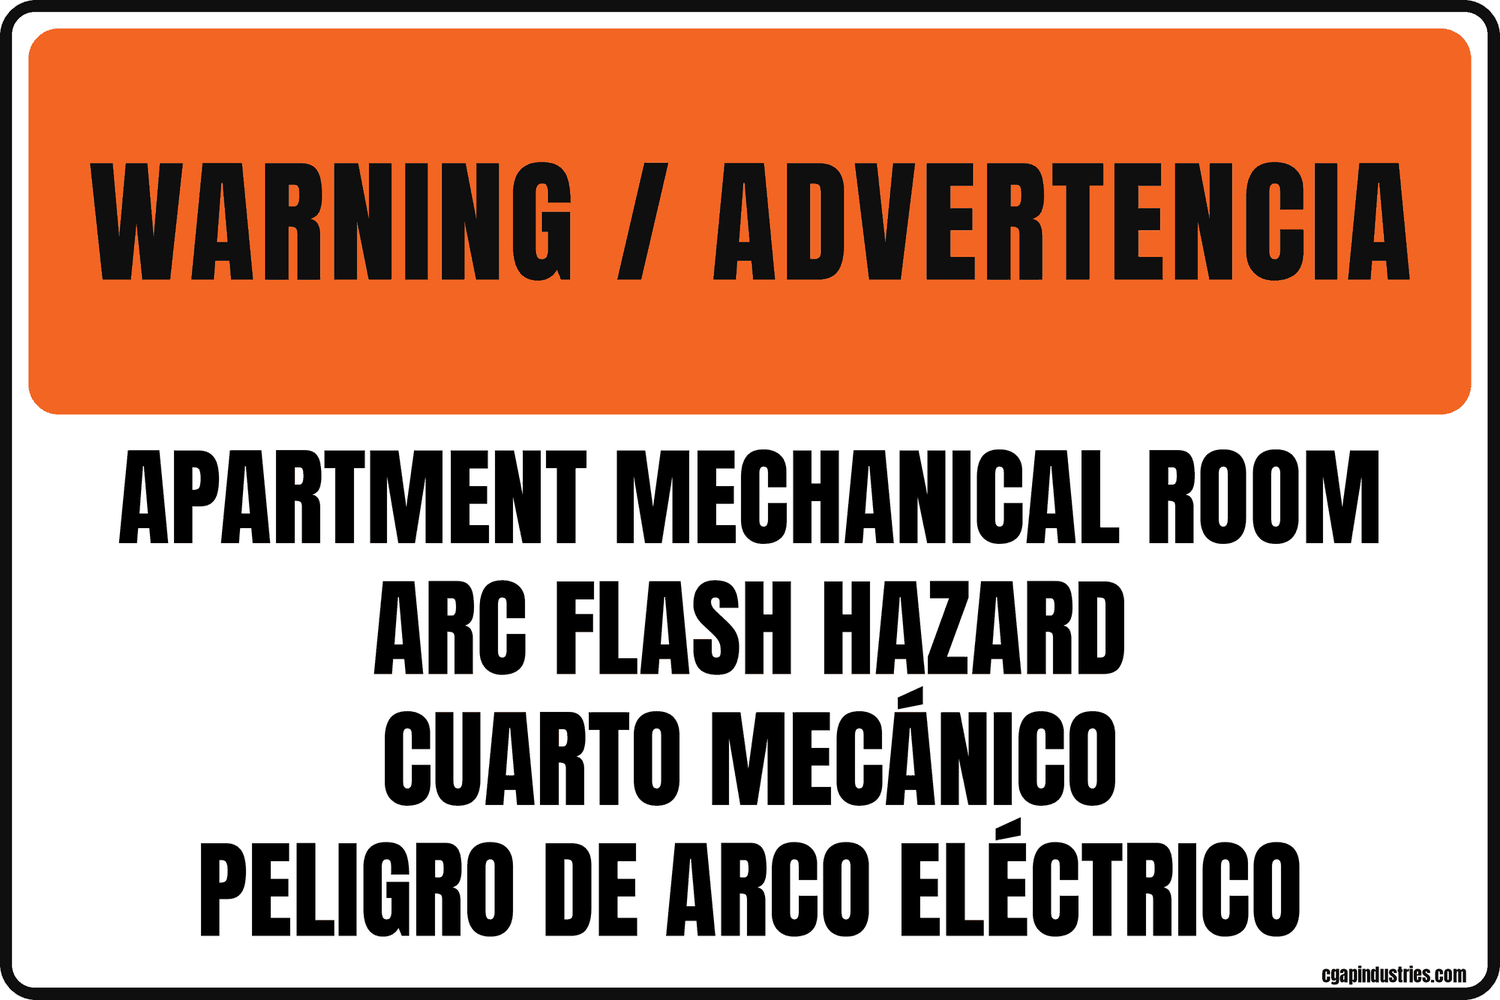 WARNING / ADVERTENCIA
APARTMENT MECHANICAL ROOM
ARC FLASH HAZARD
CUARTO MECÁNICO
PELIGRO DE ARCO ELÉCTRICO
cgapindustries.com